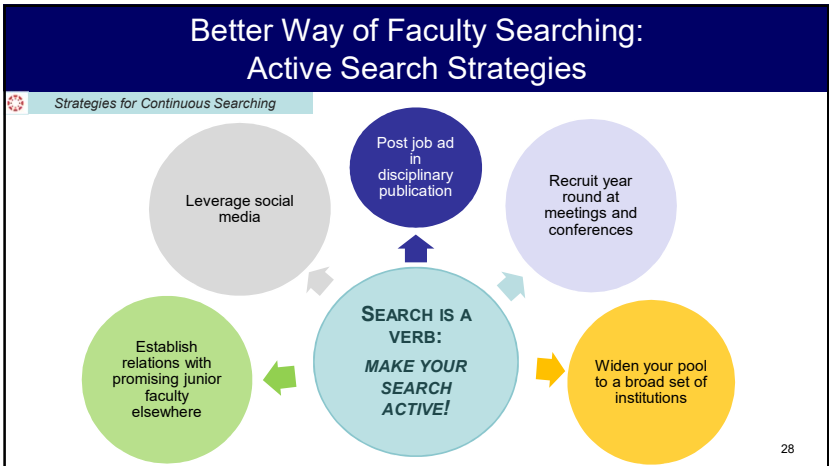 Better Way of Faculty Searching:
Active Search Strategies
Strategies for Continuous Searching
Post job ad
in
disciplinary
publication
Leverage social
media
Recruit year
round at
meetings and
conferences
SEARCH IS A
VERB:
MAKE YOUR
SEARCH
ACTIVE!
Establish
relations with
promising junior
faculty
elsewhere
Widen your pool
to a broad set of
institutions
28